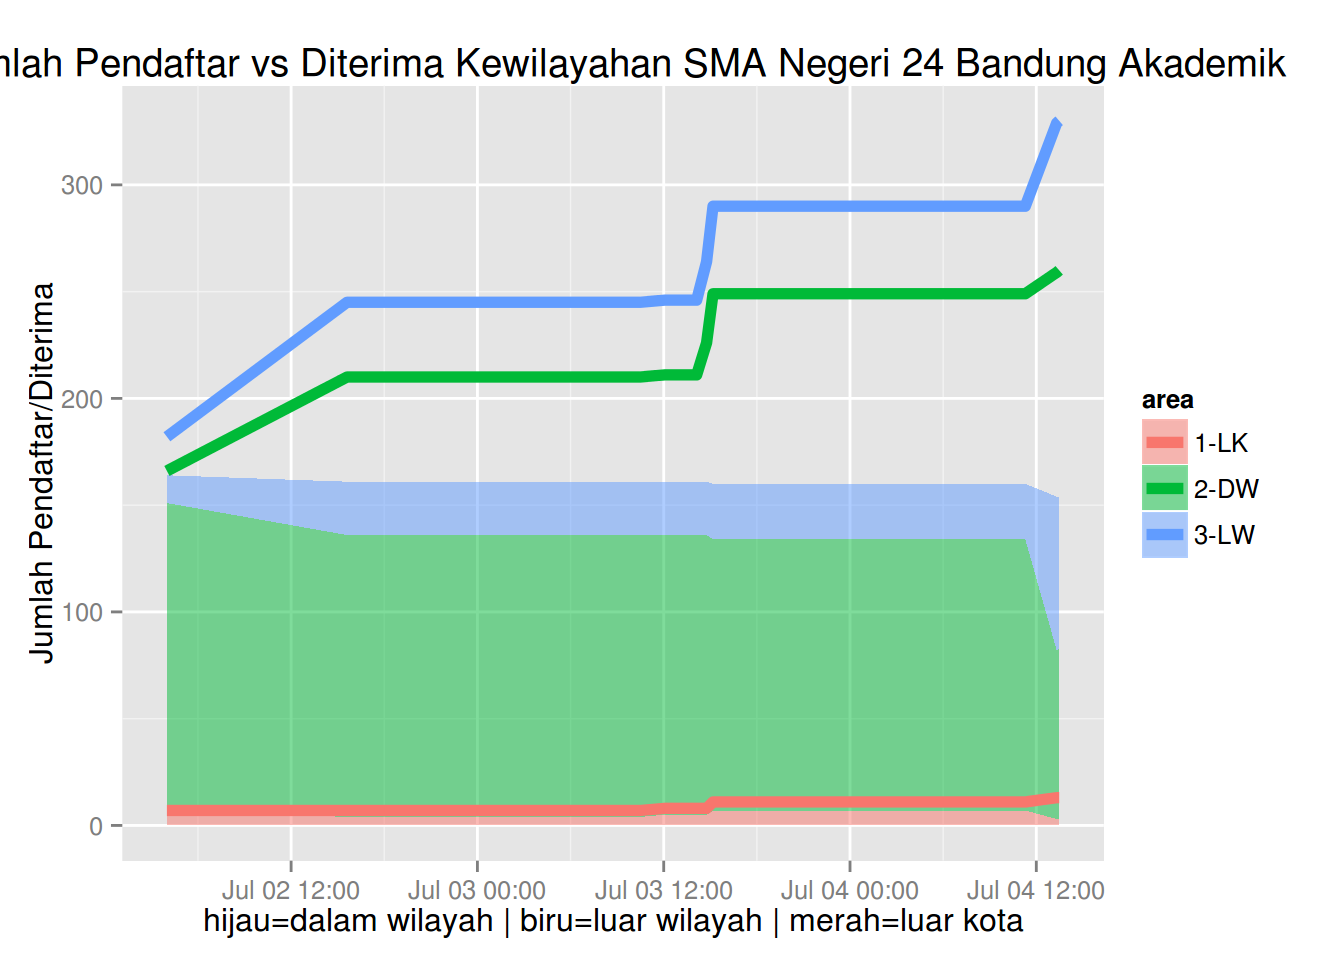 mlah Pendaftar vs Diterima Kewilayahan SMA Negeri 24 Bandung Akademik
Jumlah Pendaftar/Diterima
300
200
100
0
Jul 02 12:00 Jul 03 00:00 Jul 03 12:00 Jul 04 00:00 Jul 04 12:00
hijau=dalam wilayah | biru=luar wilayah | merah=luar kota
area
1-LK
2-DW
3-LW